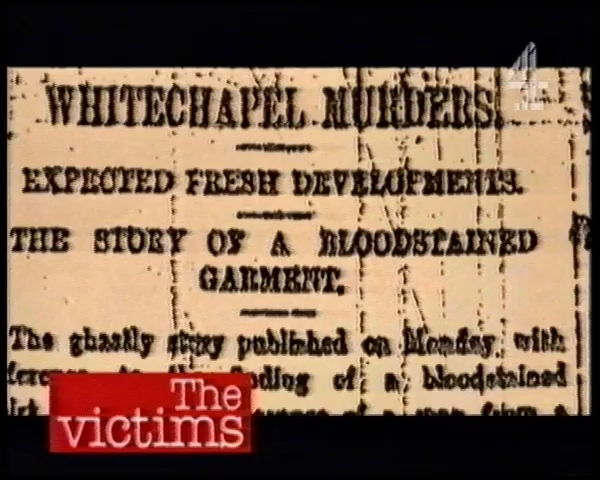 4
WHITECHAPEL MURDERS.
EXPECTED FRESH DEVELOPMENTS.
THE STORY OF A BLOODSTAINED
GARMENT.
The ghastly story published on Monday, with
finding of a bloodstained
The
victims